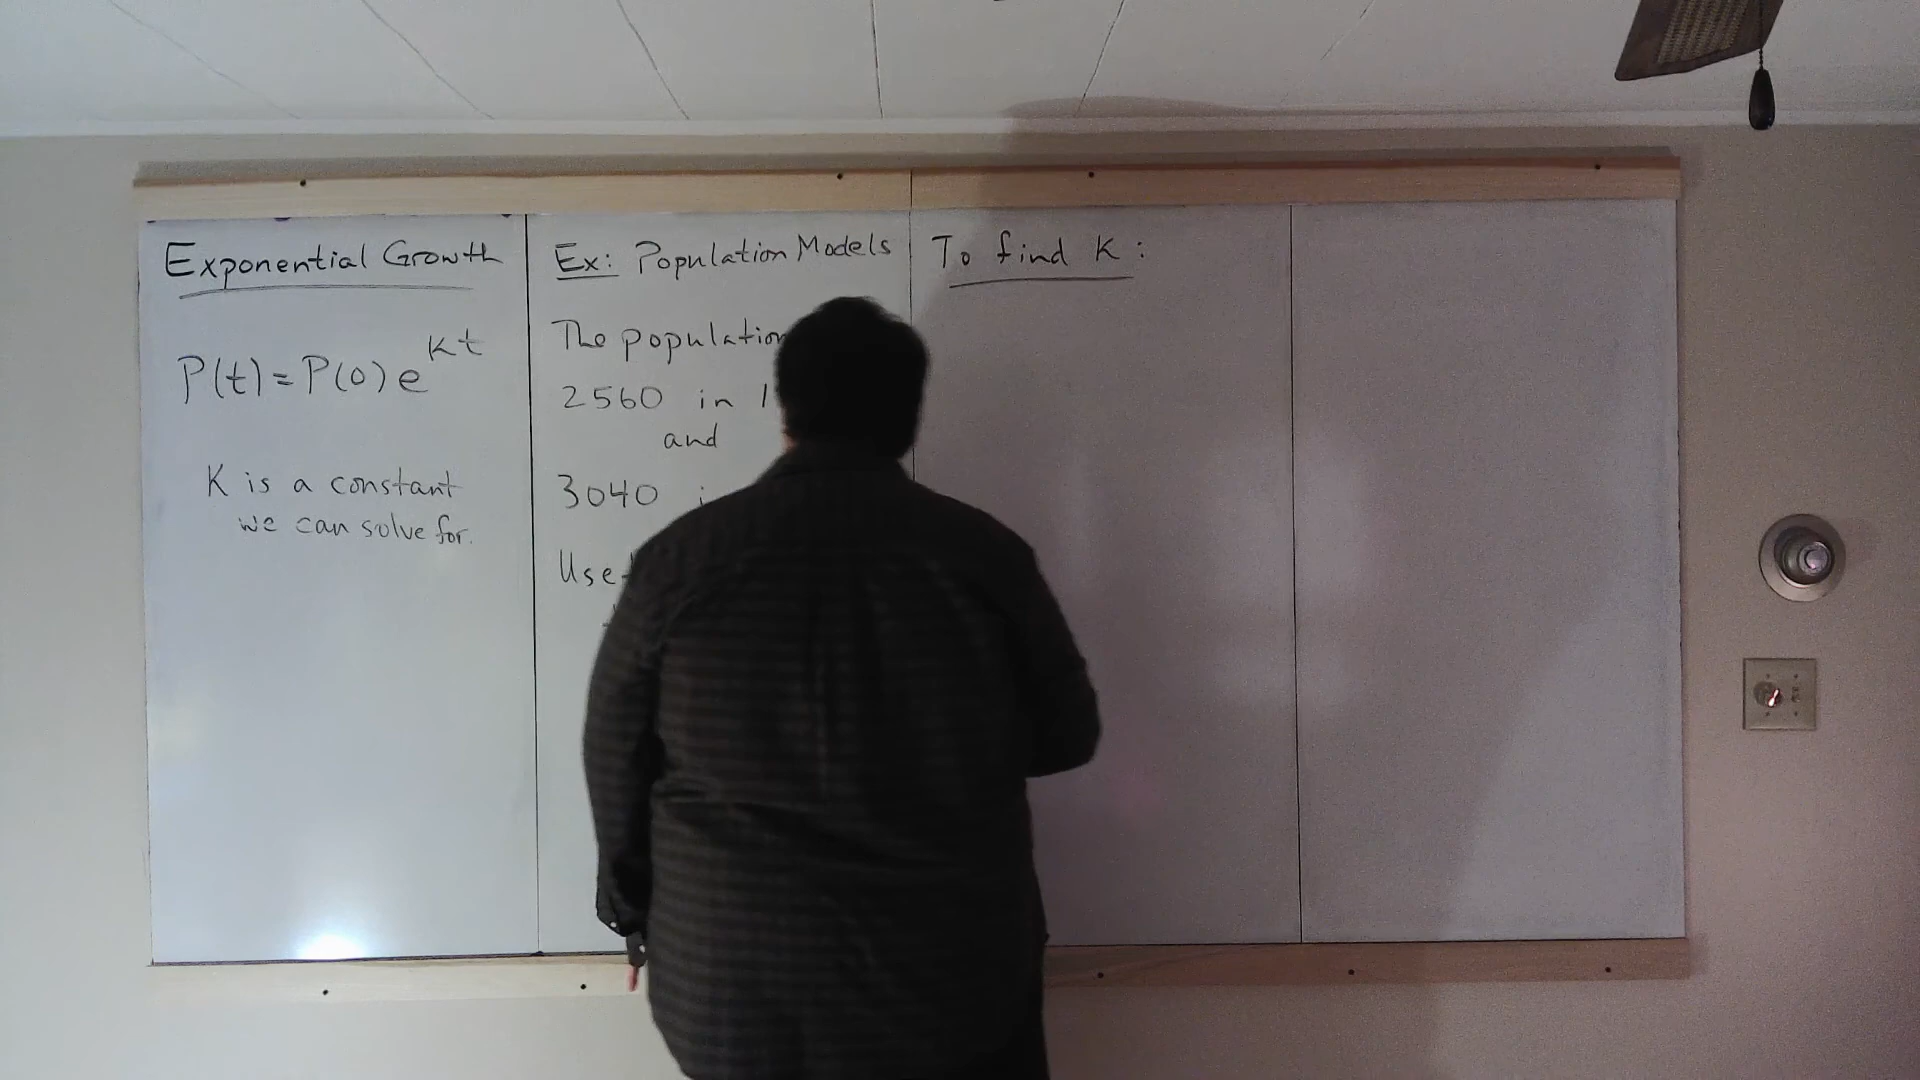 Exponential Growth
P(t) = P(0) e^{Kt}
K is a constant
we can solve for.
Ex: Population Models
The population
2560 in 1
and
3040
Use
To find K: